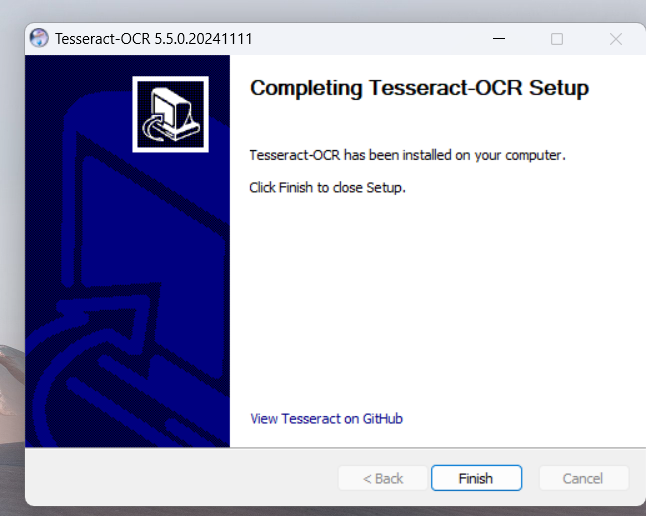 Tesseract-OCR 5.5.0.20241111
Completing Tesseract-OCR Setup
Tesseract-OCR has been installed on your computer.
Click Finish to close Setup.
View Tesseract on GitHub
< Back
Finish
Cancel